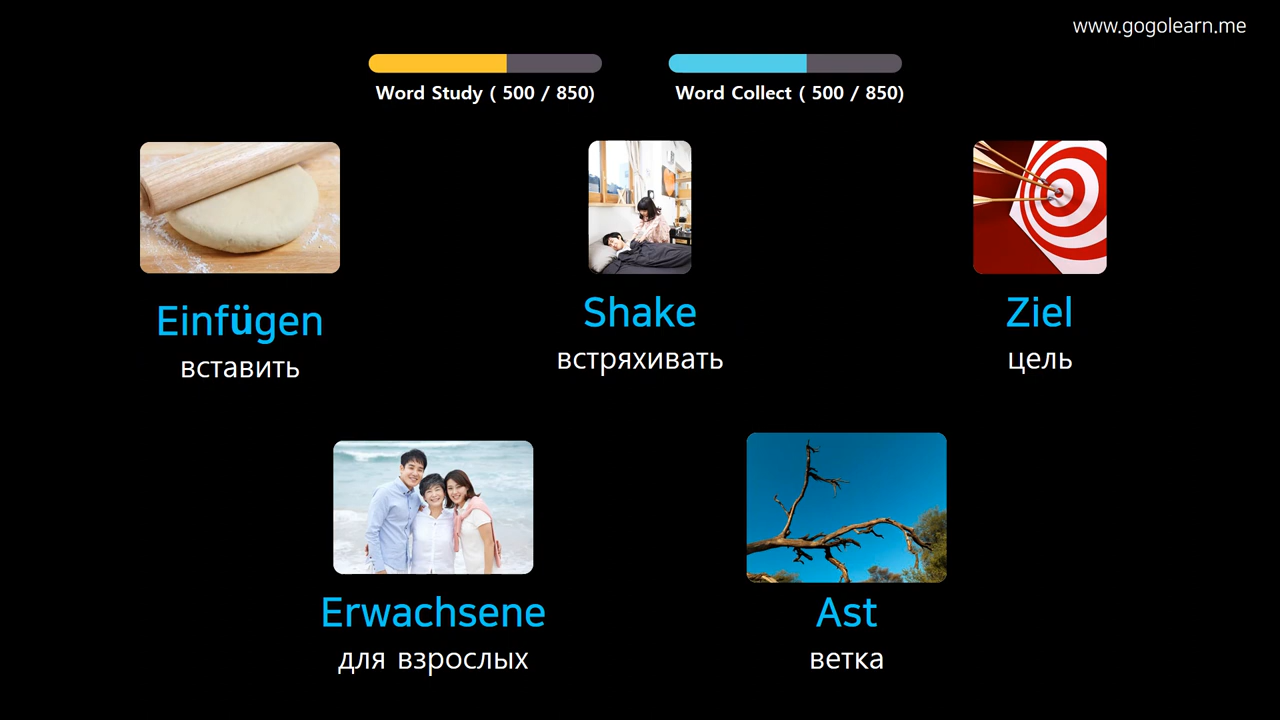 www.gogolearn.me
Word Study ( 500 / 850)
Word Collect ( 500 / 850)
Einfügen
вставить
Shake
встряхивать
Ziel
цель
Erwachsene
для взрослых
Ast
ветка